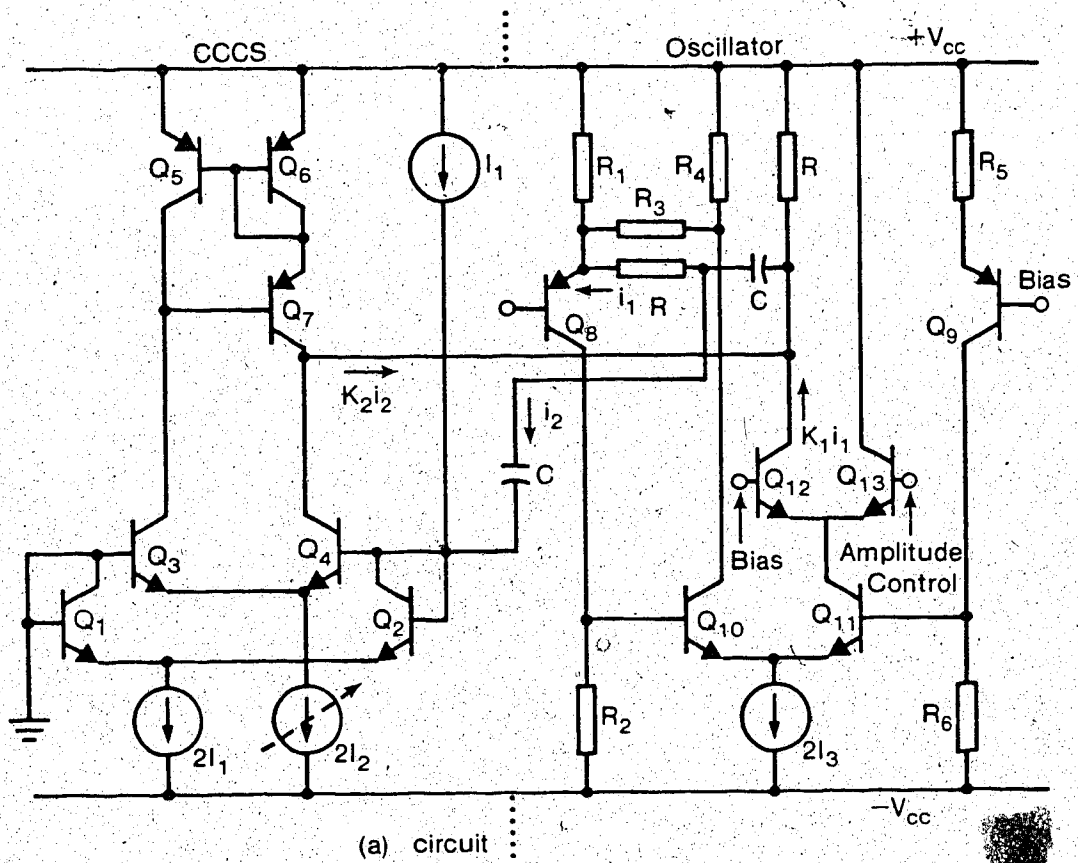 CCCS
Oscillator
+Vcc
Q5
Q6
I1
R1
R4
R
R5
R3
Q7
i1
R
C
Q8
Bias
Q9
K2i2
i2
K1i1
C
Q12
Q13
Q3
Q4
Bias
Amplitude
Control
Q1
Q2
Q10
Q11
2I1
2I2
R2
2I3
R6
−Vcc
(a) circuit